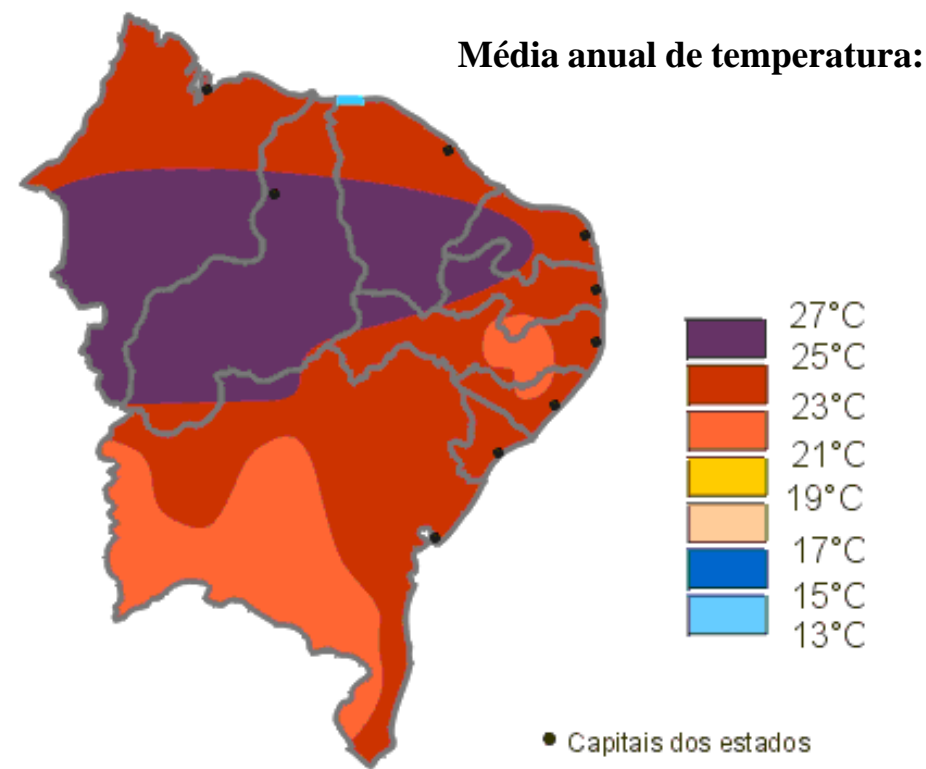 Média anual de temperatura:
27°C
25°C
23°C
21°C
19°C
17°C
15°C
13°C
Capitais dos estados